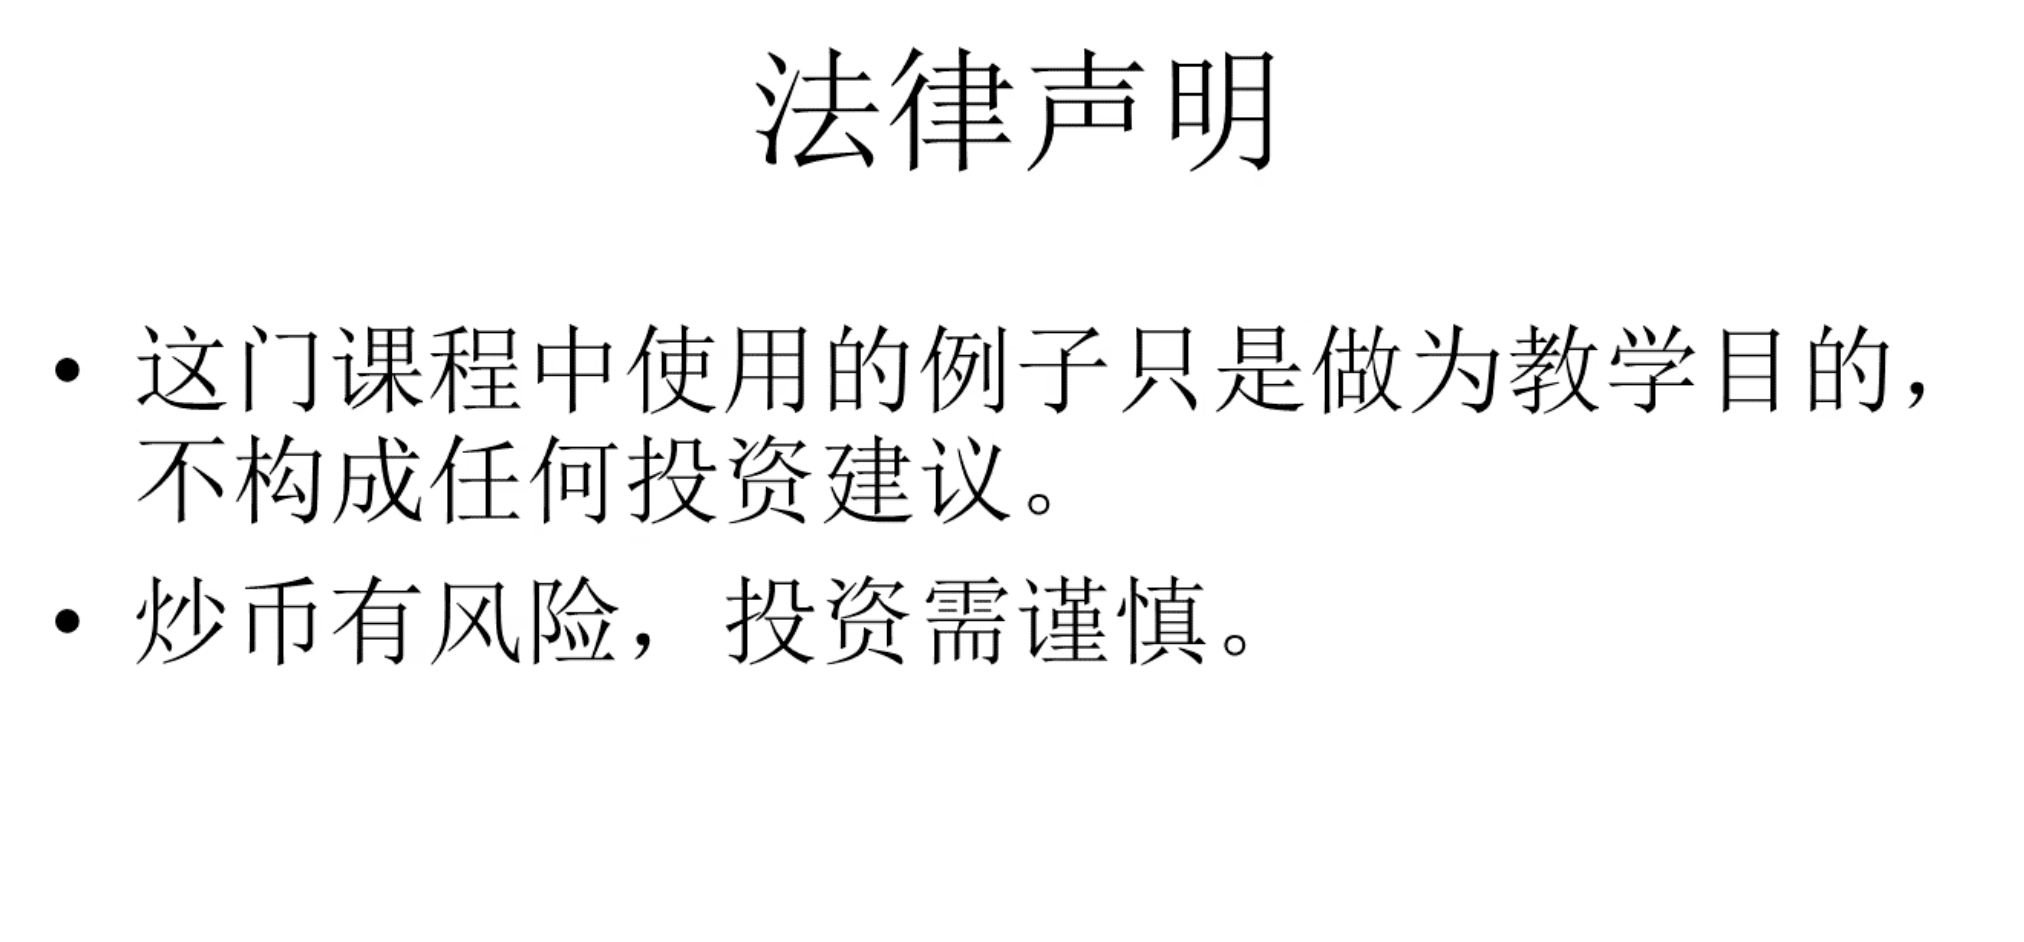 法律声明
• 这门课程中使用的例子只是做为教学目的，
不构成任何投资建议。
• 炒币有风险，投资需谨慎。